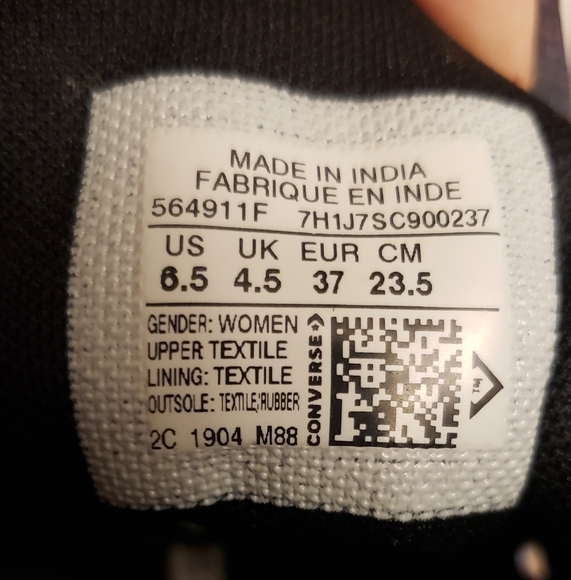 MADE IN INDIA
FABRIQUE EN INDE
564911F 7H1J7SC900237
US UK EUR CM
6.5 4.5 37 23.5
GENDER: WOMEN
UPPER TEXTILE
LINING: TEXTILE
OUTSOLE: TEXTILE/RUBBER
2C 1904 M88
CONVERSE